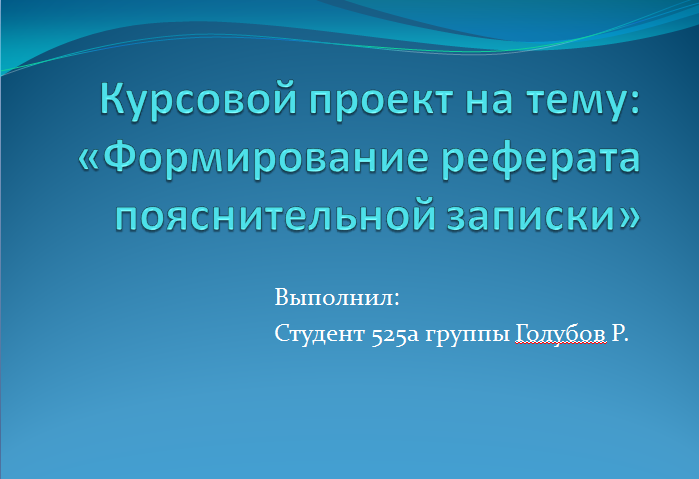 Курсовой проект на тему:
«Формирование реферата
пояснительной записки»
Выполнил:
Студент 525а группы Голубов Р.